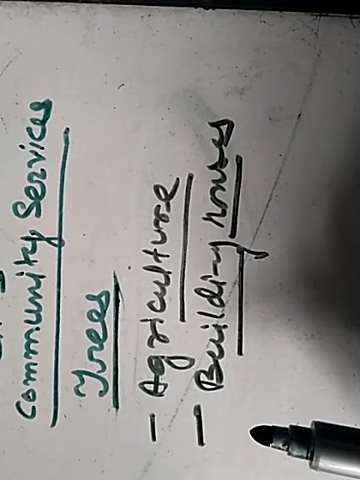 Community Services
Trees
- Agriculture
- Building houses